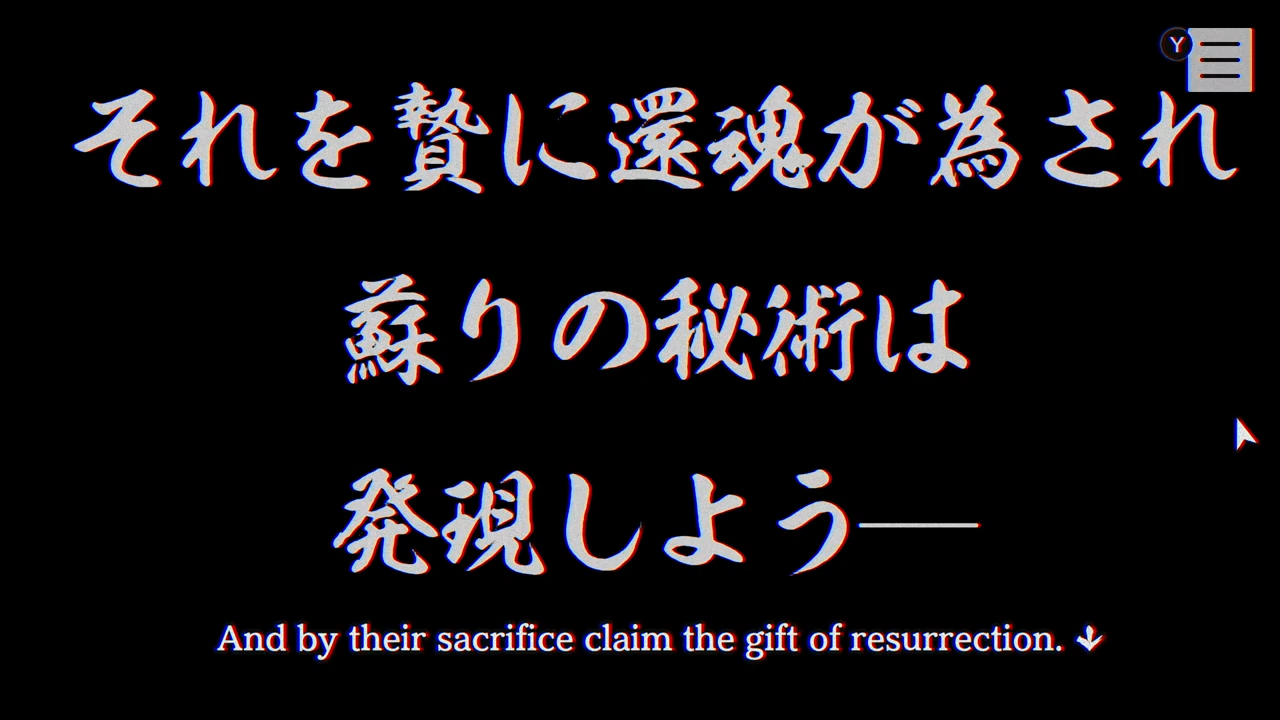 Y
それを贄に還魂が為され
蘇りの秘術は
発現しよう――
And by their sacrifice claim the gift of resurrection.